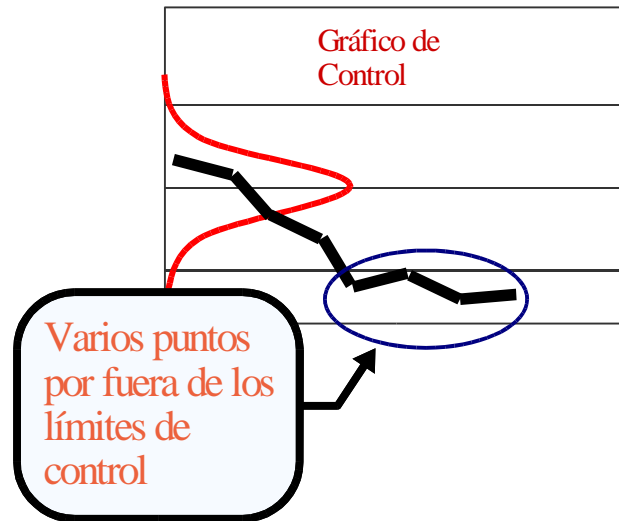 Gráfico de
Control
Varios puntos
por fuera de los
límites de
control